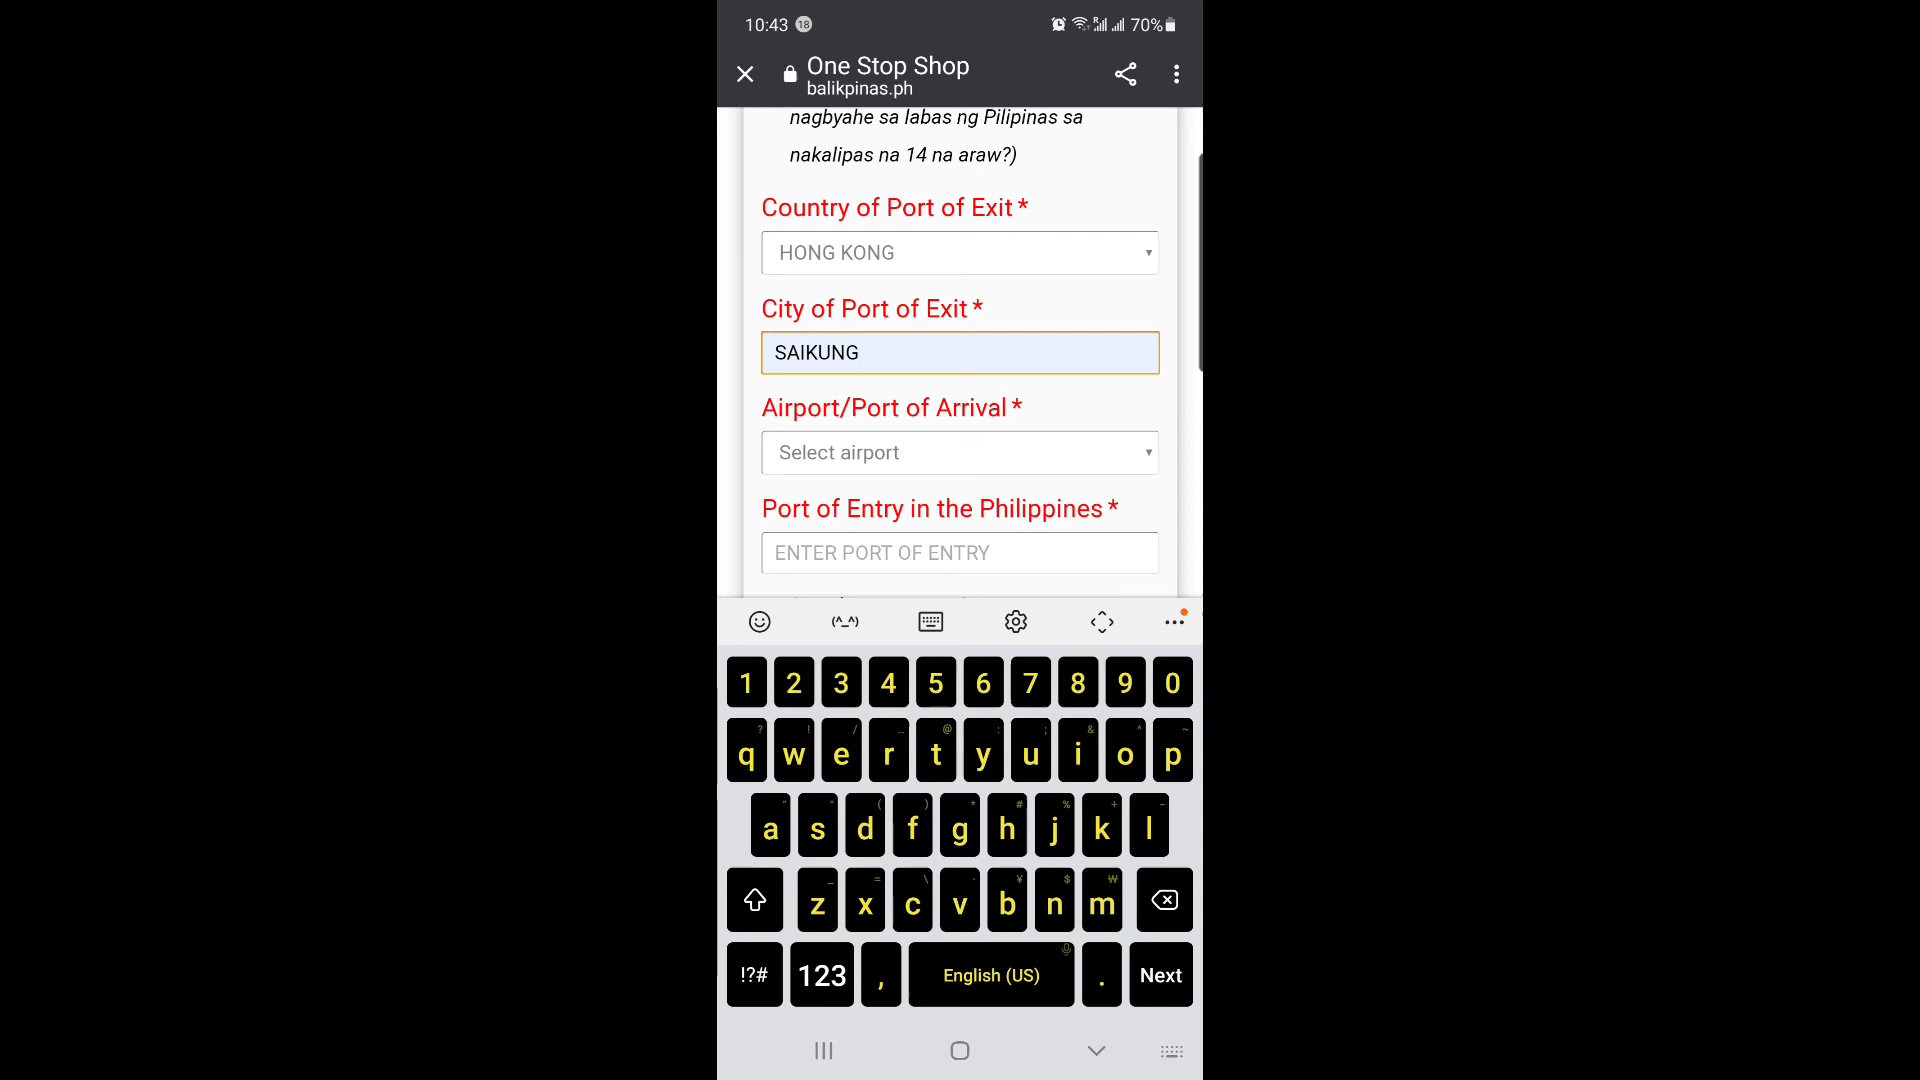 10:43 18 70%
One Stop Shop
balikpinas.ph
nagbyahe sa labas ng Pilipinas sa
nakalipas na 14 na araw?)
Country of Port of Exit *
HONG KONG
City of Port of Exit *
SAIKUNG
Airport/Port of Arrival *
Select airport
Port of Entry in the Philippines *
ENTER PORT OF ENTRY
(^_^)
1 2 3 4 5 6 7 8 9 0
q w e r t y u i o p
a s d f g h j k l
z x c v b n m
!?# 123 , English (US) . Next